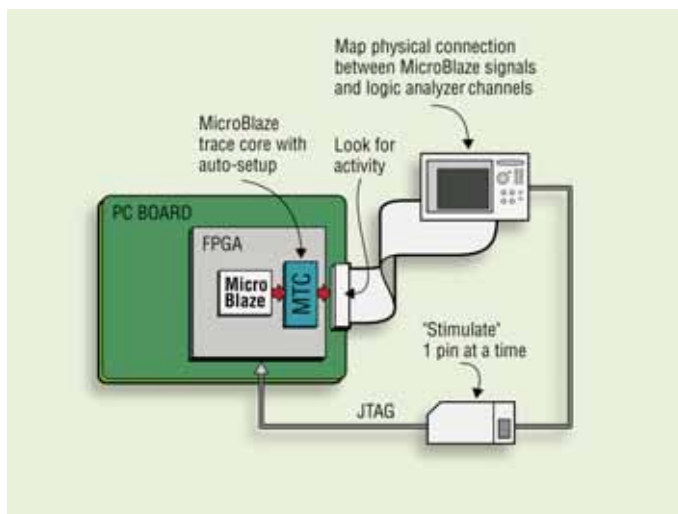 Map physical connection
between MicroBlaze signals
and logic analyzer channels
MicroBlaze
trace core with
auto-setup
Look for
activity
PC BOARD
FPGA
Micro
Blaze
MTC
"Stimulate"
1 pin at a time
JTAG